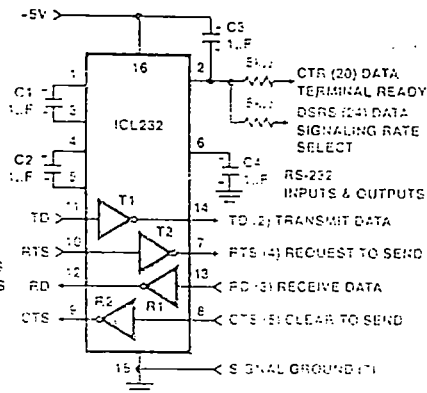 -5V
C3
1µF
16
1
2
C1
1µF
3
CTR (20) DATA
TERMINAL READY
DSRS (24) DATA
SIGNALING RATE
SELECT
ICL232
4
C2
1µF
5
6
C4
1µF
RS-232
INPUTS & OUTPUTS
TD 11 T1 14 TD (2) TRANSMIT DATA
RTS 10 T2 7 RTS (4) REQUEST TO SEND
RD 12 R1 13 RD (3) RECEIVE DATA
CTS 9 R2 8 CTS (5) CLEAR TO SEND
15 SIGNAL GROUND (7)